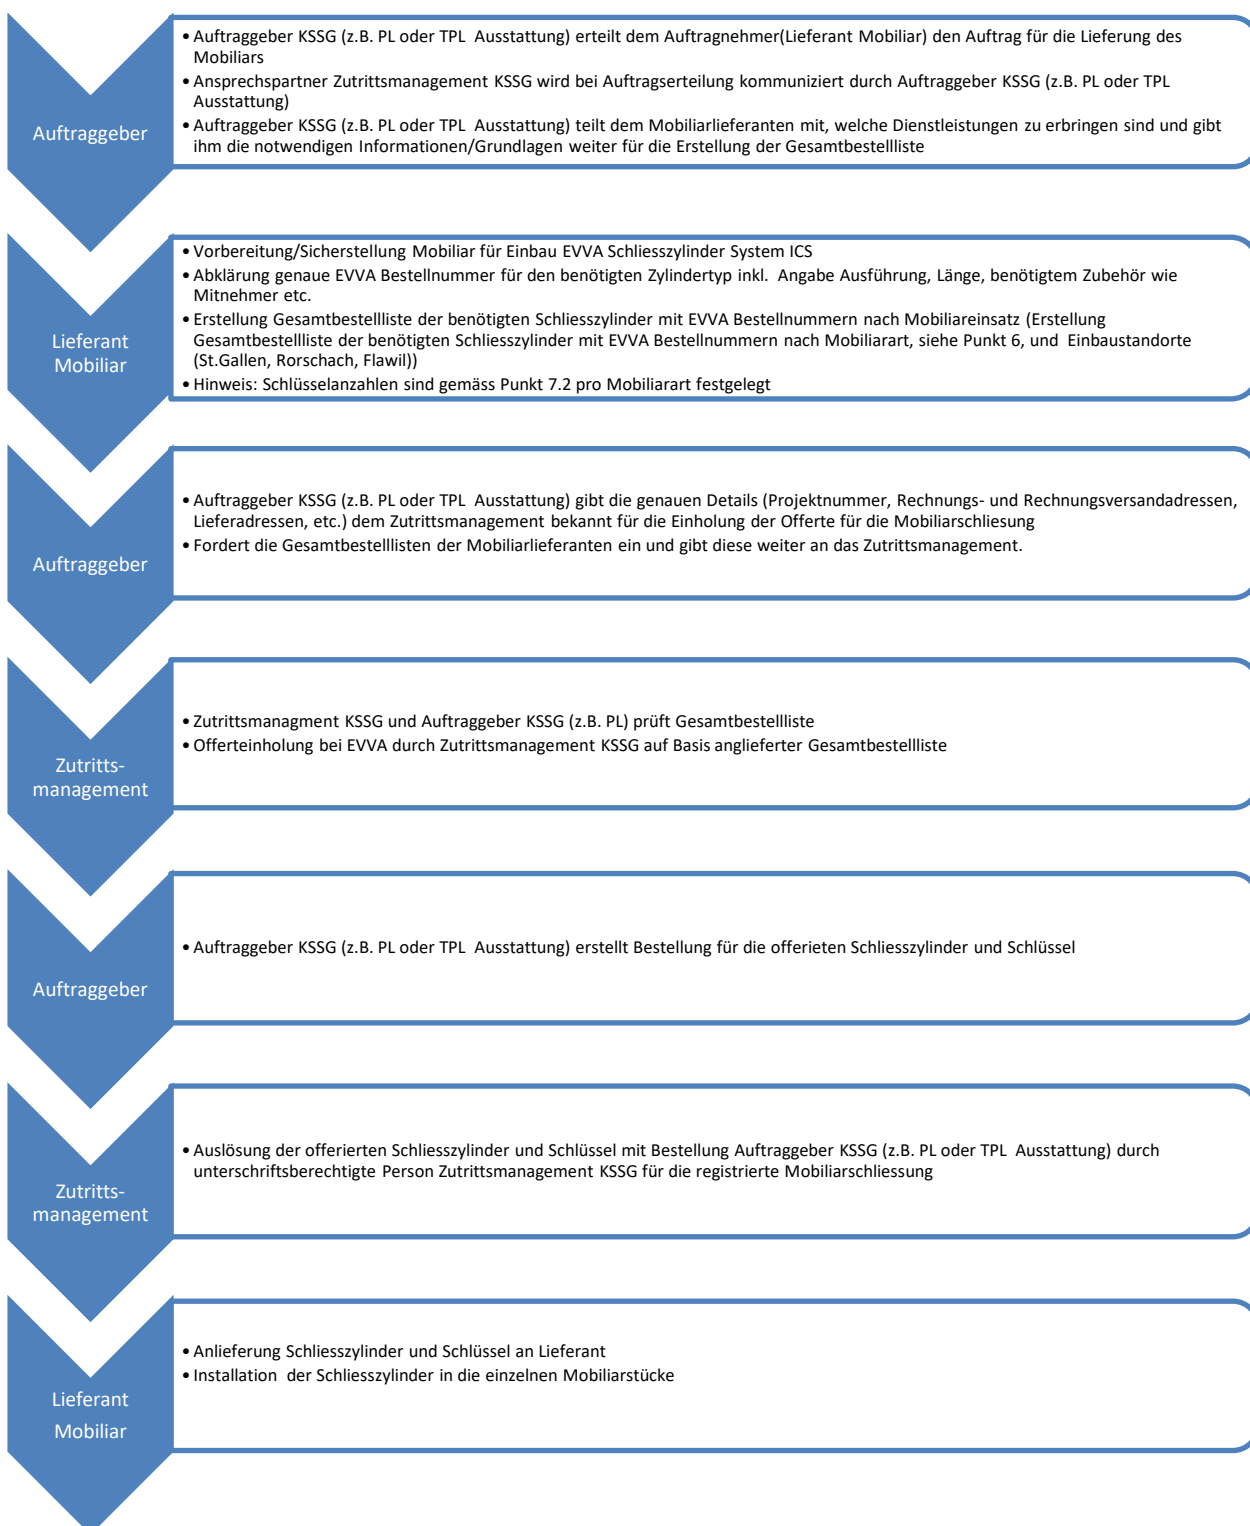 Auftraggeber
• Auftraggeber KSSG (z.B. PL oder TPL  Ausstattung) erteilt dem Auftragnehmer(Lieferant Mobiliar) den Auftrag für die Lieferung des
Mobiliars
• Ansprechspartner Zutrittsmanagement KSSG wird bei Auftragserteilung kommuniziert durch Auftraggeber KSSG (z.B. PL oder TPL
Ausstattung)
• Auftraggeber KSSG (z.B. PL oder TPL  Ausstattung) teilt dem Mobiliarlieferanten mit, welche Dienstleistungen zu erbringen sind und gibt
ihm die notwendigen Informationen/Grundlagen weiter für die Erstellung der Gesamtbestellliste
Lieferant
Mobiliar
• Vorbereitung/Sicherstellung Mobiliar für Einbau EVVA Schliesszylinder System ICS
• Abklärung genaue EVVA Bestellnummer für den benötigten Zylindertyp inkl.  Angabe Ausführung, Länge, benötigtem Zubehör wie
Mitnehmer etc.
• Erstellung Gesamtbestellliste der benötigten Schliesszylinder mit EVVA Bestellnummern nach Mobiliareinsatz (Erstellung
Gesamtbestellliste der benötigten Schliesszylinder mit EVVA Bestellnummern nach Mobiliarart, siehe Punkt 6, und  Einbaustandorte
(St.Gallen, Rorschach, Flawil))
• Hinweis: Schlüsselanzahlen sind gemäss Punkt 7.2 pro Mobiliarart festgelegt
Auftraggeber
• Auftraggeber KSSG (z.B. PL oder TPL  Ausstattung) gibt die genauen Details (Projektnummer, Rechnungs- und Rechnungsversandadressen,
Lieferadressen, etc.) dem Zutrittsmanagement bekannt für die Einholung der Offerte für die Mobiliarschliesung
• Fordert die Gesamtbestelllisten der Mobiliarlieferanten ein und gibt diese weiter an das Zutrittsmanagement.
Zutritts-
management
• Zutrittsmanagment KSSG und Auftraggeber KSSG (z.B. PL) prüft Gesamtbestellliste
• Offerteinholung bei EVVA durch Zutrittsmanagement KSSG auf Basis anglieferter Gesamtbestellliste
Auftraggeber
• Auftraggeber KSSG (z.B. PL oder TPL  Ausstattung) erstellt Bestellung für die offerieten Schliesszylinder und Schlüssel
Zutritts-
management
• Auslösung der offerierten Schliesszylinder und Schlüssel mit Bestellung Auftraggeber KSSG (z.B. PL oder TPL  Ausstattung) durch
unterschriftsberechtigte Person Zutrittsmanagement KSSG für die registrierte Mobiliarschliessung
Lieferant
Mobiliar
• Anlieferung Schliesszylinder und Schlüssel an Lieferant
• Installation  der Schliesszylinder in die einzelnen Mobiliarstücke